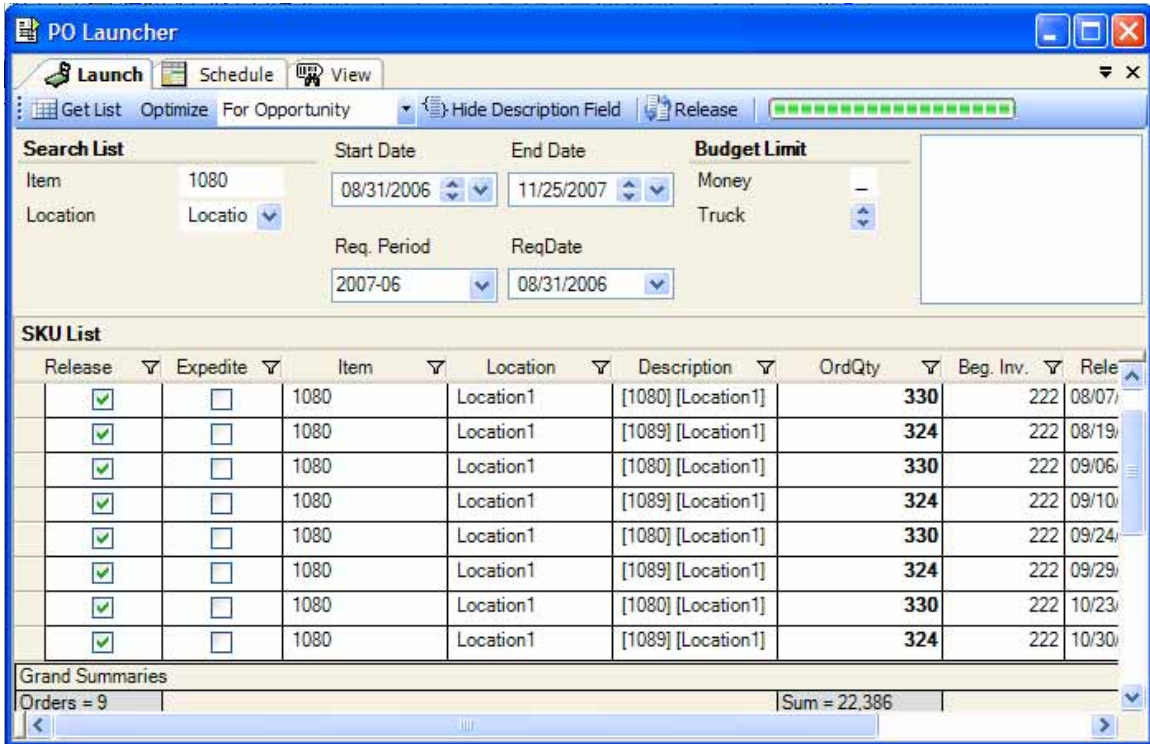 PO Launcher
Launch Schedule View
Get List Optimize For Opportunity Hide Description Field Release
Search List Start Date End Date Budget Limit
Item 1080 08/31/2006 11/25/2007 Money _
Location Locatio Truck
Req. Period ReqDate
2007-06 08/31/2006
SKU List
Release Expedite Item Location Description OrdQty Beg. Inv. Rele
1080 Location1 [1080] [Location1] 330 222 08/07/
1080 Location1 [1089] [Location1] 324 222 08/19/
1080 Location1 [1080] [Location1] 330 222 09/06/
1080 Location1 [1089] [Location1] 324 222 09/10/
1080 Location1 [1080] [Location1] 330 222 09/24/
1080 Location1 [1089] [Location1] 324 222 09/29/
1080 Location1 [1080] [Location1] 330 222 10/23/
1080 Location1 [1089] [Location1] 324 222 10/30/
Grand Summaries
Orders = 9 Sum = 22,386